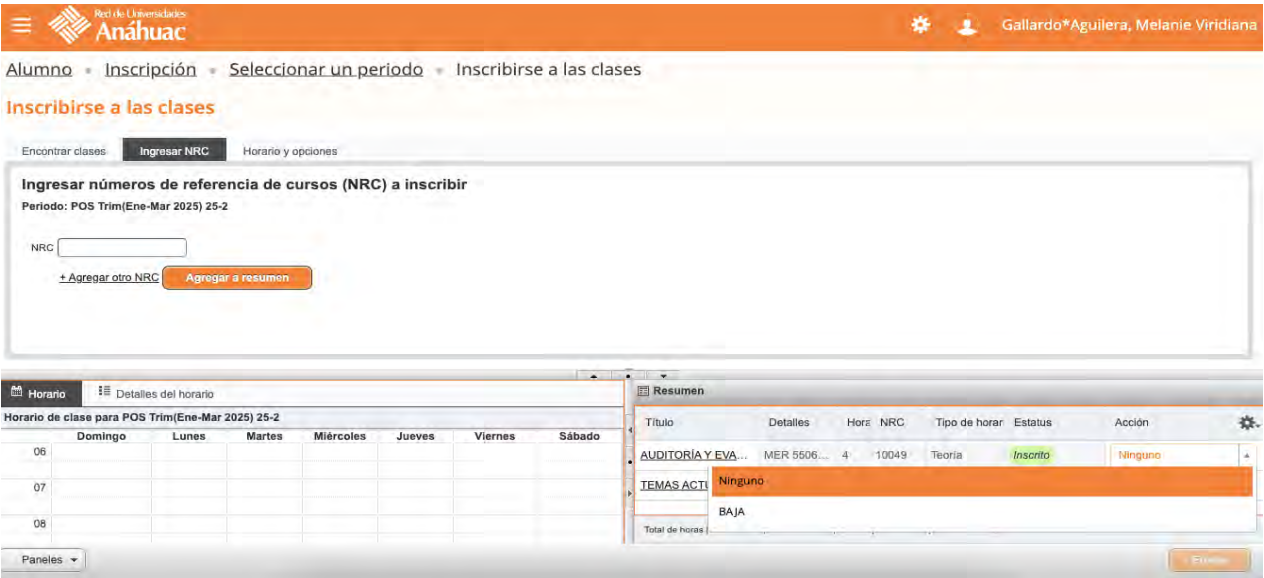 Red de Universidades
Anáhuac
Gallardo*Aguilera, Melanie Viridiana
Alumno • Inscripción • Seleccionar un periodo • Inscribirse a las clases
Inscribirse a las clases
Encontrar clases Ingresar NRC Horario y opciones
Ingresar números de referencia de cursos (NRC) a inscribir
Periodo: POS Trim(Ene-Mar 2025) 25-2
NRC
+ Agregar otro NRC Agregar a resumen
Horario Detalles del horario
Horario de clase para POS Trim(Ene-Mar 2025) 25-2
Domingo Lunes Martes Miércoles Jueves Viernes Sábado
06
07
08
Resumen
Título Detalles Hora NRC Tipo de horar Estatus Acción
AUDITORÍA Y EVA... MER 5506... 4 10049 Teoría Inscrito Ninguno
TEMAS ACTU
Ninguno
BAJA
Total de horas
Paneles
Enviar